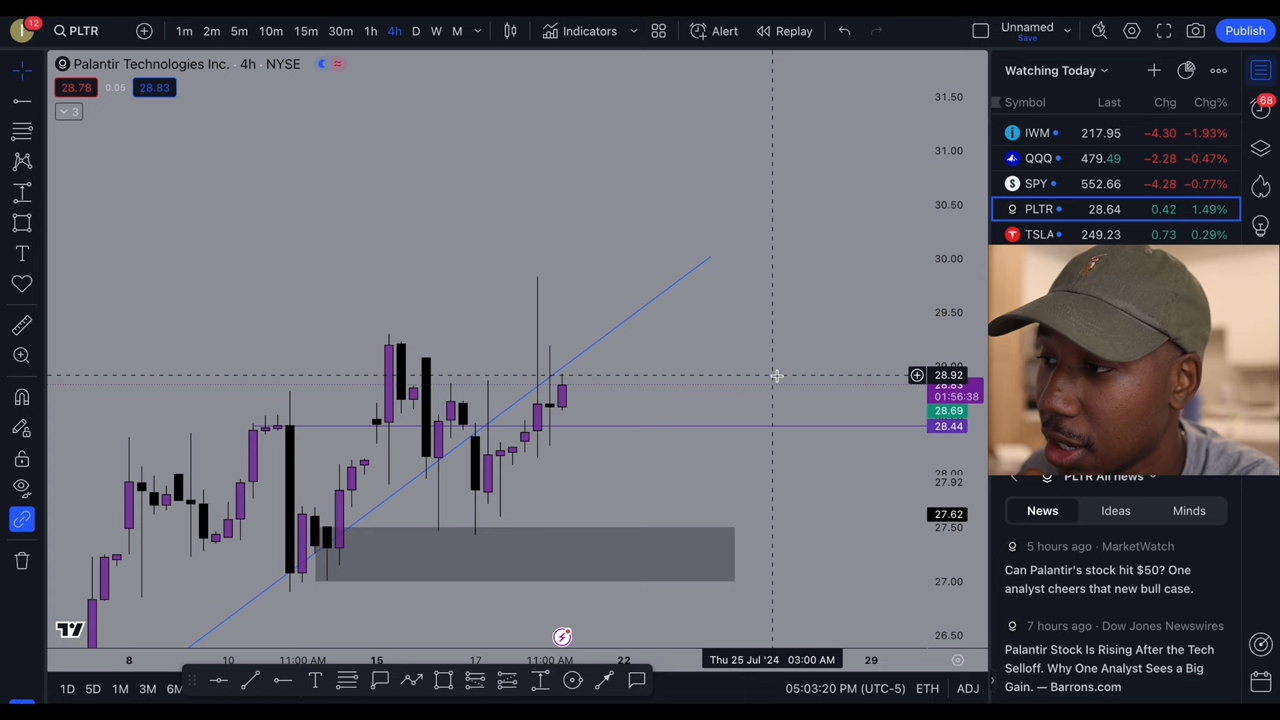 I
12
PLTR
1m 2m 5m 10m 15m 30m 1h 4h D W M
Indicators
Alert
Replay
Unnamed
Save
Publish
Palantir Technologies Inc. · 4h · NYSE
28.78 0.05 28.83
3
Watching Today
Symbol Last Chg Chg%
IWM 217.95 −4.30 −1.93%
QQQ 479.49 −2.28 −0.47%
SPY 552.66 −4.28 −0.77%
PLTR 28.64 0.42 1.49%
TSLA 249.23 0.73 0.29%
68
31.50
31.00
30.50
30.00
29.50
28.92
28.83
01:56:38
28.69
28.44
28.00
27.92
27.62
27.50
27.00
26.50
PLTR All news
News Ideas Minds
5 hours ago · MarketWatch
Can Palantir's stock hit $50? One
analyst cheers that new bull case.
7 hours ago · Dow Jones Newswires
Palantir Stock Is Rising After the Tech
Selloff. Why One Analyst Sees a Big
Gain. — Barrons.com
8 10 11:00 AM 15 17 11:00 AM 22 Thu 25 Jul '24 03:00 AM 29
1D 5D 1M 3M 6M
05:03:20 PM (UTC-5) ETH ADJ